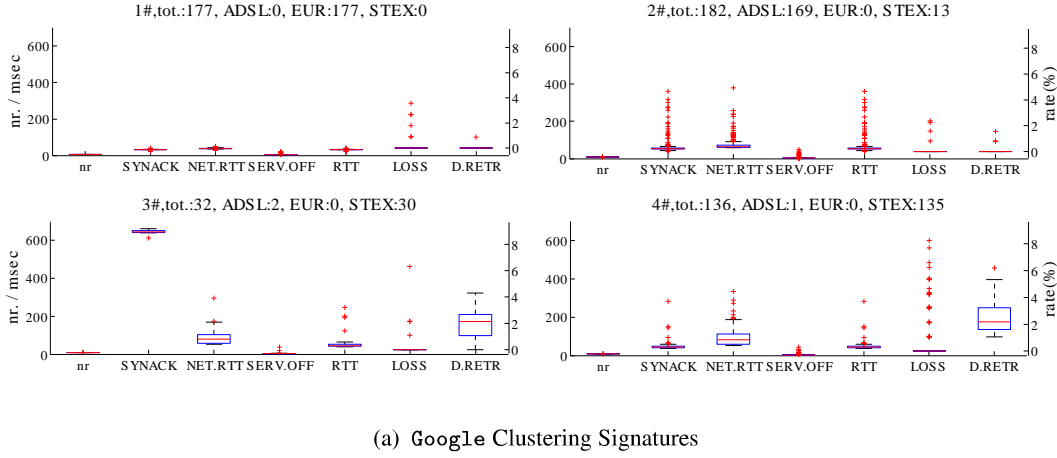 1#,tot.:177, ADSL:0, EUR:177, STEX:0
nr. / msec
600
400
200
0
8
6
4
2
0
nr SYNACK NET.RTT SERV.OFF RTT LOSS D.RETR
2#,tot.:182, ADSL:169, EUR:0, STEX:13
600
400
200
0
8
6
4
2
0
rate(%)
nr SYNACK NET.RTT SERV.OFF RTT LOSS D.RETR
3#,tot.:32, ADSL:2, EUR:0, STEX:30
nr. / msec
600
400
200
0
8
6
4
2
0
nr SYNACK NET.RTT SERV.OFF RTT LOSS D.RETR
4#,tot.:136, ADSL:1, EUR:0, STEX:135
600
400
200
0
8
6
4
2
0
rate(%)
nr SYNACK NET.RTT SERV.OFF RTT LOSS D.RETR
(a) Google Clustering Signatures